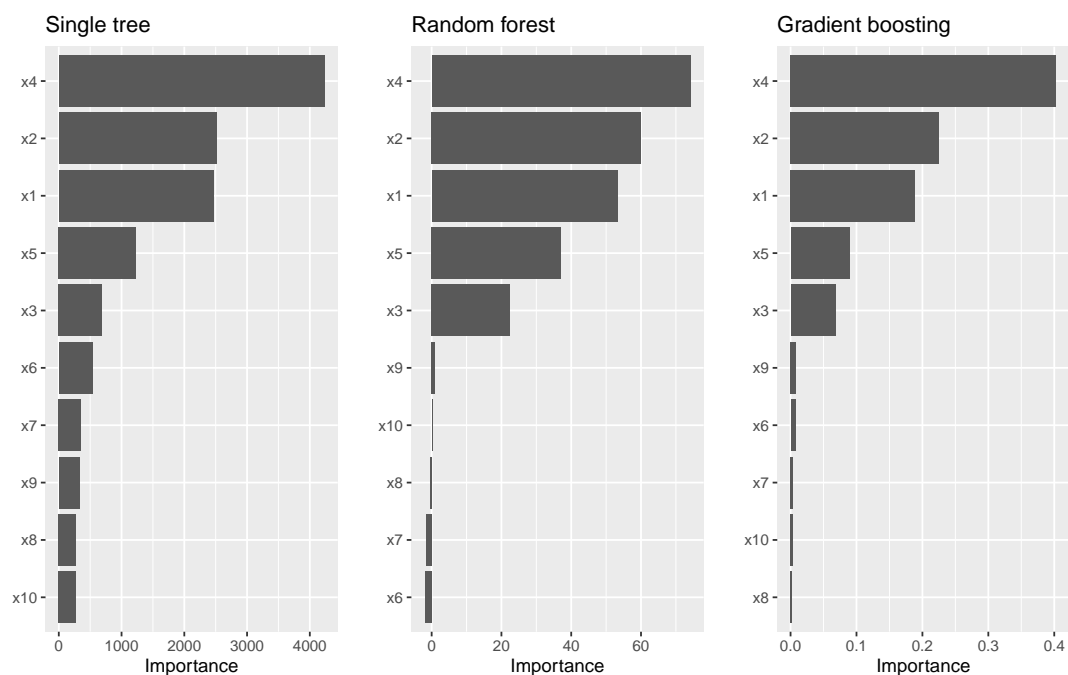 Single tree
x4
x2
x1
x5
x3
x6
x7
x9
x8
x10
0 1000 2000 3000 4000
Importance
Random forest
x4
x2
x1
x5
x3
x9
x10
x8
x7
x6
0 20 40 60
Importance
Gradient boosting
x4
x2
x1
x5
x3
x9
x6
x7
x10
x8
0.0 0.1 0.2 0.3 0.4
Importance